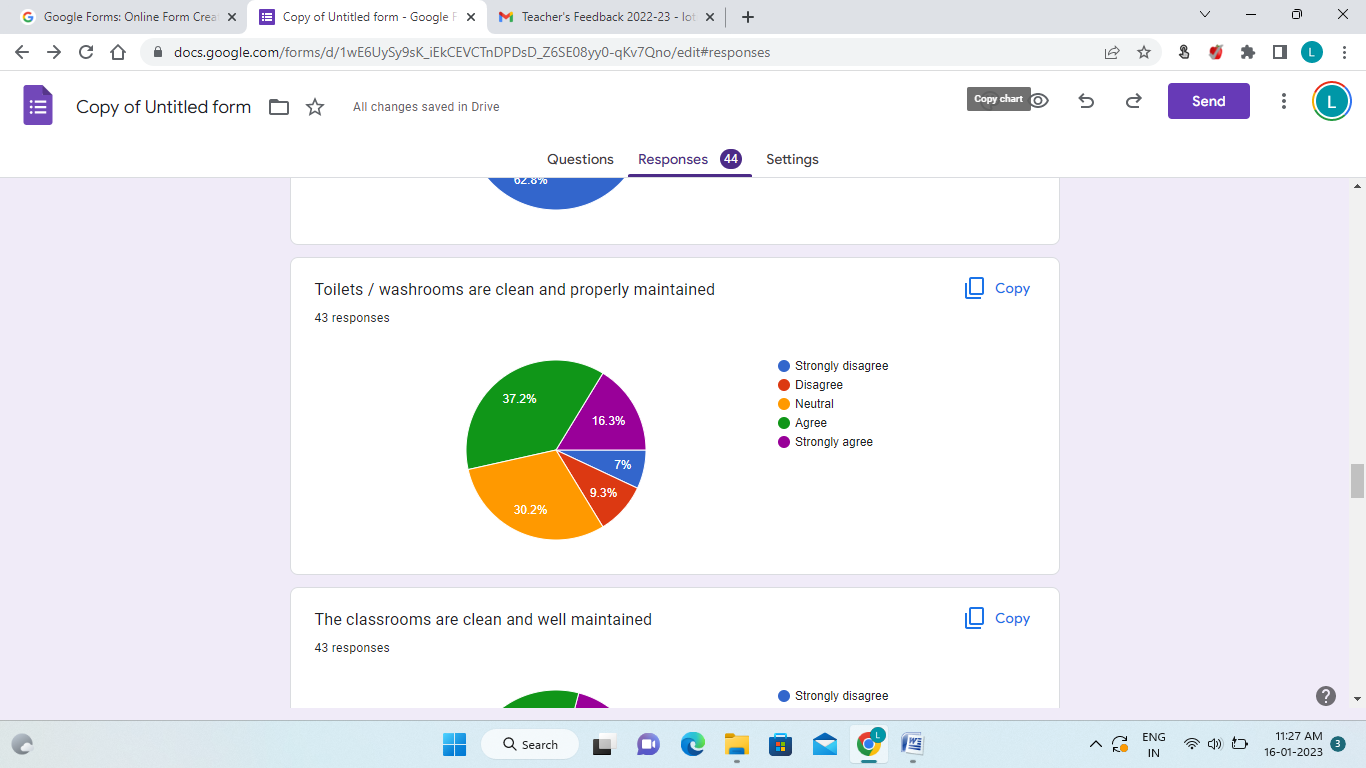 Google Forms: Online Form Crea
Copy of Untitled form - Google F
Teacher's Feedback 2022-23 - lot
docs.google.com/forms/d/1wE6UySy9sK_iEkCEVCTnDPDsD_Z6SE08yy0-qKv7Qno/edit#responses
L
Copy of Untitled form
All changes saved in Drive
Copy chart
Send
L
Questions
Responses 44
Settings
62.8%
Toilets / washrooms are clean and properly maintained
Copy
43 responses
37.2%
16.3%
7%
9.3%
30.2%
Strongly disagree
Disagree
Neutral
Agree
Strongly agree
The classrooms are clean and well maintained
Copy
43 responses
Strongly disagree
Search
L
ENG
IN
11:27 AM
16-01-2023
3